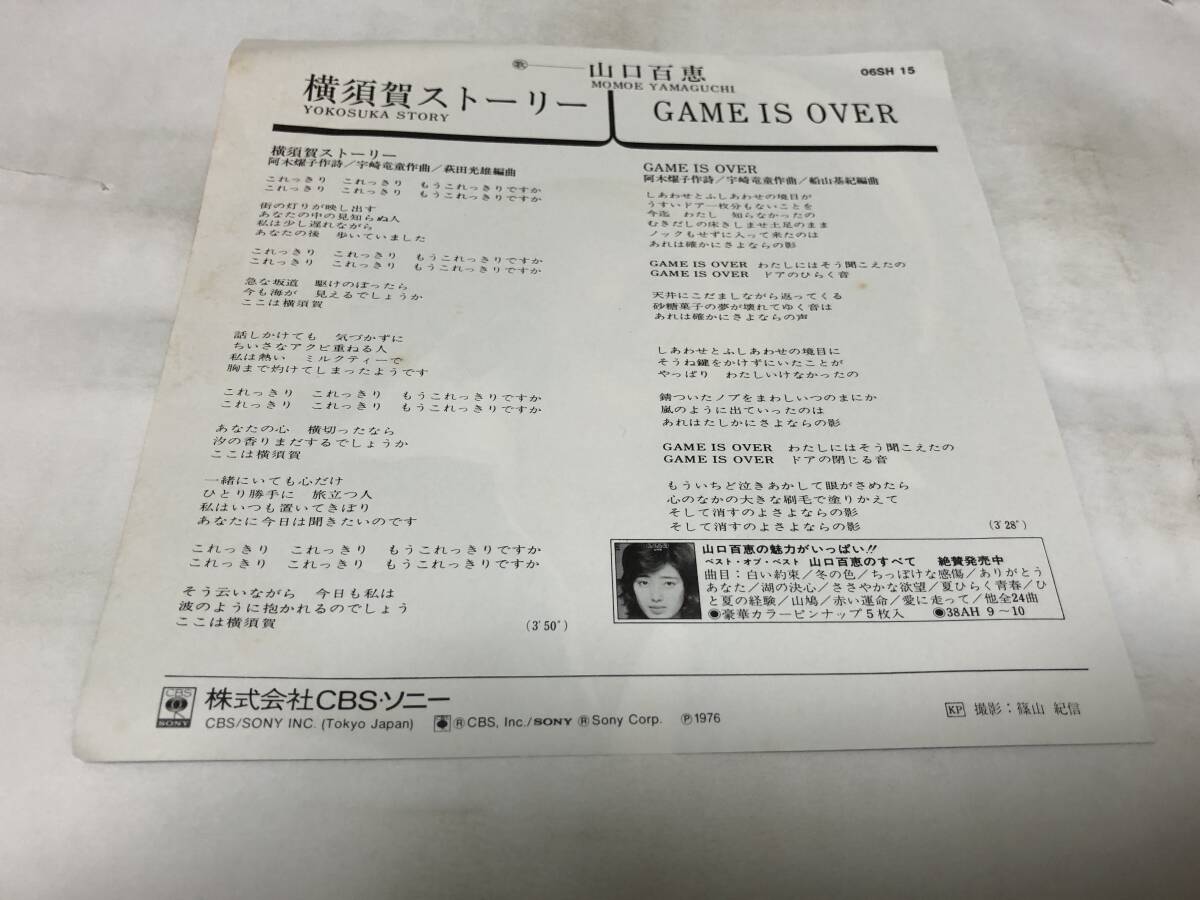 歌 山口百恵
MOMOE YAMAGUCHI
06SH 15
横須賀ストーリー
YOKOSUKA STORY
GAME IS OVER
横須賀ストーリー
阿木燿子作詩/宇崎竜童作曲/萩田光雄編曲
これっきり これっきり もうこれっきりですか
これっきり これっきり もうこれっきりですか
街の灯りが映し出す
あなたの中の見知らぬ人
私は少し遅れながら
あなたの後 歩いていました
これっきり これっきり もうこれっきりですか
これっきり これっきり もうこれっきりですか
急な坂道 駆けのぼったら
今も海が 見えるでしょうか
ここは横須賀
話しかけても 気づかずに
ちいさなアクビ重ねる人
私は熱い ミルクティーで
胸まで灼けてしまったようです
これっきり これっきり もうこれっきりですか
これっきり これっきり もうこれっきりですか
あなたの心 横切ったなら
汐の香りまだするでしょうか
ここは横須賀
一緒にいても心だけ
ひとり勝手に 旅立つ人
私はいつも置いてきぼり
あなたに今日は聞きたいのです
これっきり これっきり もうこれっきりですか
これっきり これっきり もうこれっきりですか
そう云いながら 今日も私は
波のように抱かれるのでしょう
ここは横須賀
(3′50″)
GAME IS OVER
阿木燿子作詩/宇崎竜童作曲/船山基紀編曲
しあわせとふしあわせの境目が
うすいドア一枚分もないことを
今迄 わたし 知らなかったの
むきだしの床きしませ土足のまま
ノックもせずに入って来たのは
あれは確かにさよならの影
GAME IS OVER わたしにはそう聞こえたの
GAME IS OVER ドアのひらく音
天井にこだましながら返ってくる
砂糖菓子の夢が壊れてゆく音は
あれは確かにさよならの声
しあわせとふしあわせの境目に
そうね鍵をかけずにいたことが
やっぱり わたしいけなかったの
錆ついたノブをまわしいつのまにか
嵐のように出ていったのは
あれはたしかにさよならの影
GAME IS OVER わたしにはそう聞こえたの
GAME IS OVER ドアの閉じる音
もういちど泣きあかして眼がさめたら
心のなかの大きな刷毛で塗りかえて
そして消すのよさよならの影
そして消すのよさよならの影
(3′28″)
山口百恵の魅力がいっぱい!!
ベスト・オブ・ベスト 山口百恵のすべて 絶賛発売中
曲目:白い約束/冬の色/ちっぽけな感傷/ありがとう
あなた/湖の決心/ささやかな欲望/夏ひらく青春/ひ
と夏の経験/山鳩/赤い運命/愛に走って/他全24曲
●豪華カラーピンナップ5枚入 ●38AH 9〜10
CBS
SONY
株式会社CBS・ソニー
CBS/SONY INC. (Tokyo Japan) ®CBS, Inc./SONY ®Sony Corp. Ⓟ1976
KP 撮影:篠山 紀信